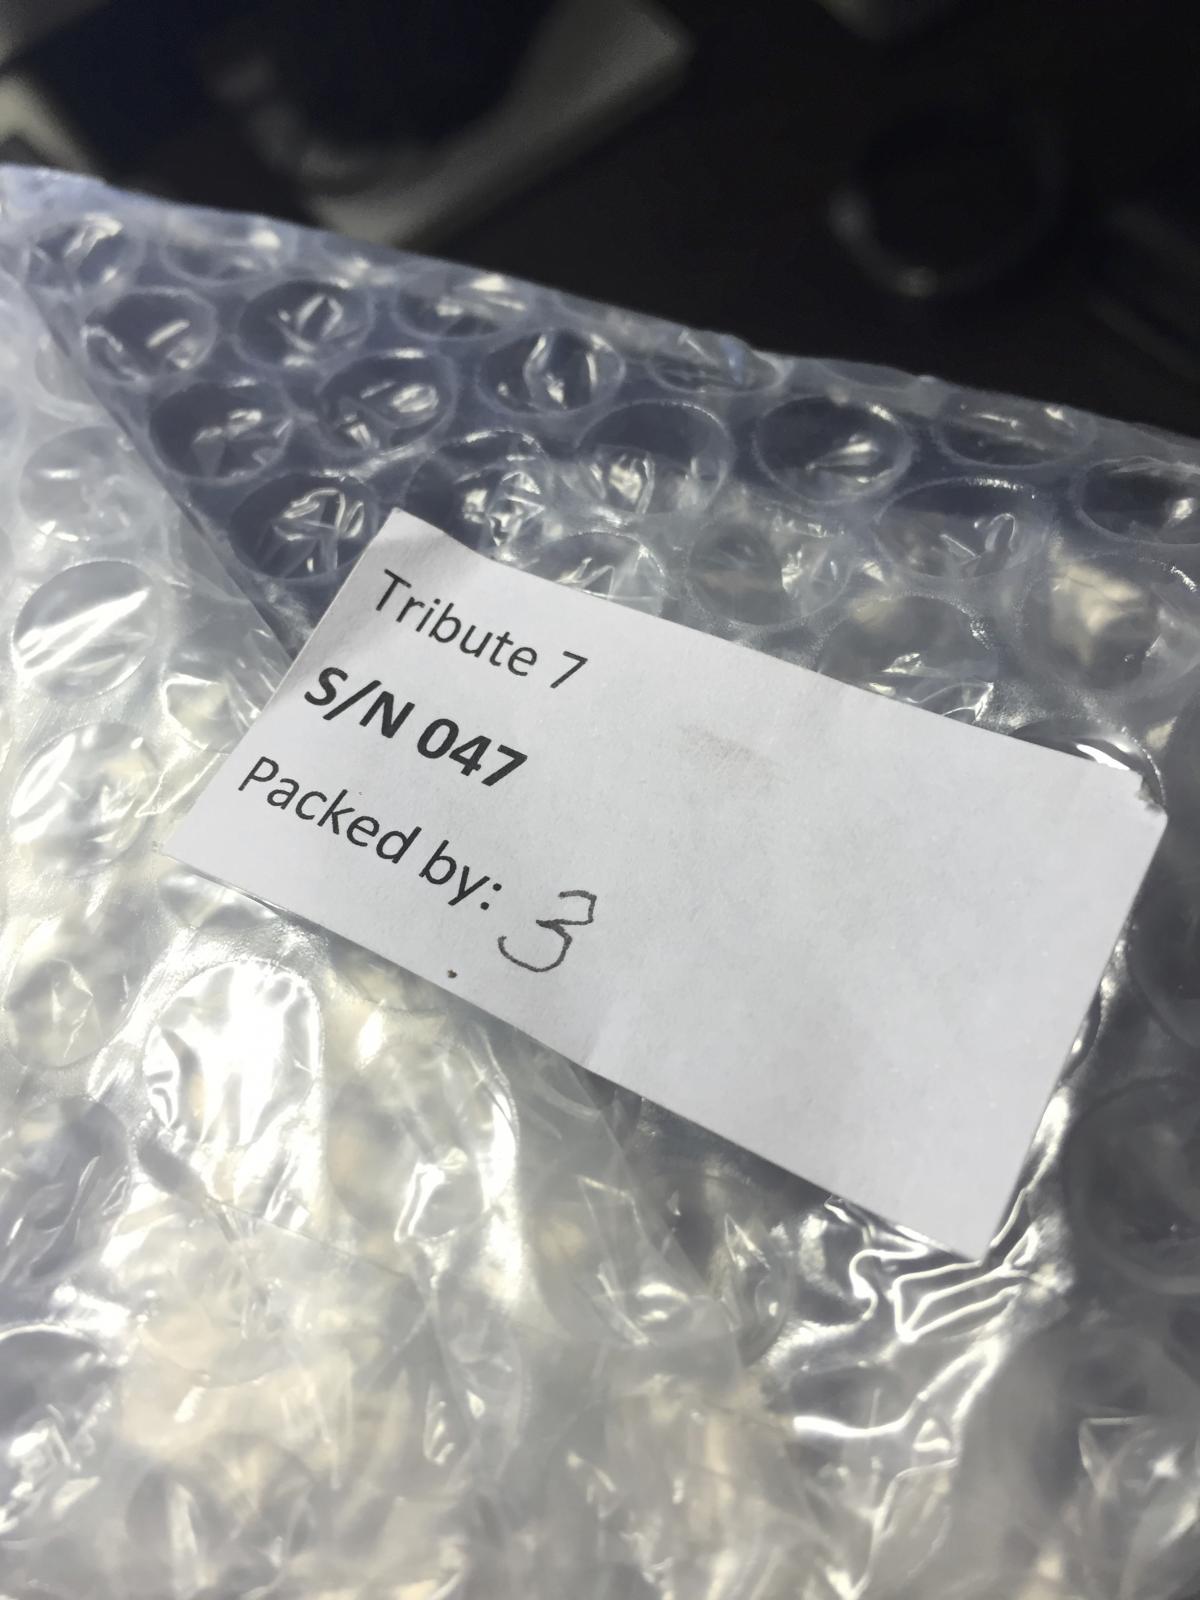 Tribute 7
S/N 047
Packed by: 3